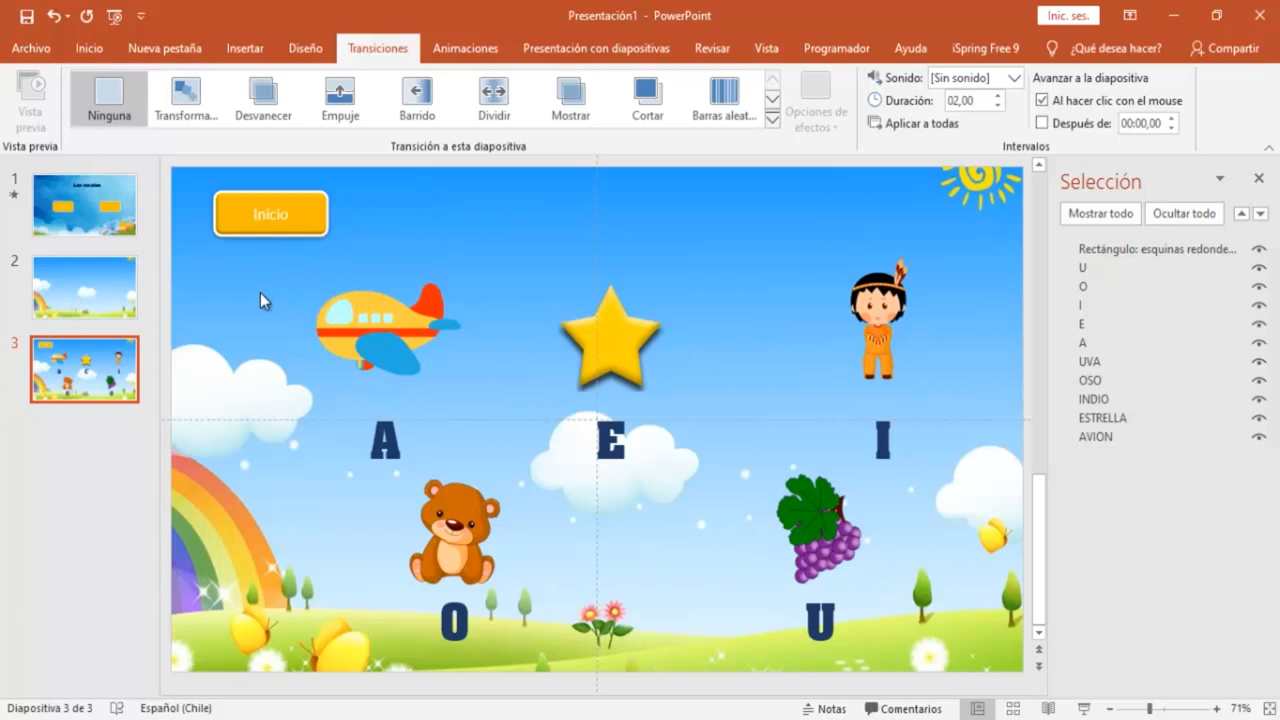 Presentación1 - PowerPoint
Inic. ses.
Archivo Inicio Nueva pestaña Insertar Diseño Transiciones Animaciones Presentación con diapositivas Revisar Vista Programador Ayuda iSpring Free 9 ¿Qué desea hacer? Compartir
Vista previa
Ninguna Transforma... Desvanecer Empuje Barrido Dividir Mostrar Cortar Barras aleat...
Opciones de efectos
Sonido: [Sin sonido]
Duración: 02,00
Aplicar a todas
Avanzar a la diapositiva
Al hacer clic con el mouse
Después de: 00:00,00
Vista previa Transición a esta diapositiva Intervalos
1
2
3
Inicio
A E I
O U
Selección
Mostrar todo Ocultar todo
Rectángulo: esquinas redonde...
U
O
I
E
A
UVA
OSO
INDIO
ESTRELLA
AVION
Diapositiva 3 de 3 Español (Chile) Notas Comentarios 71%